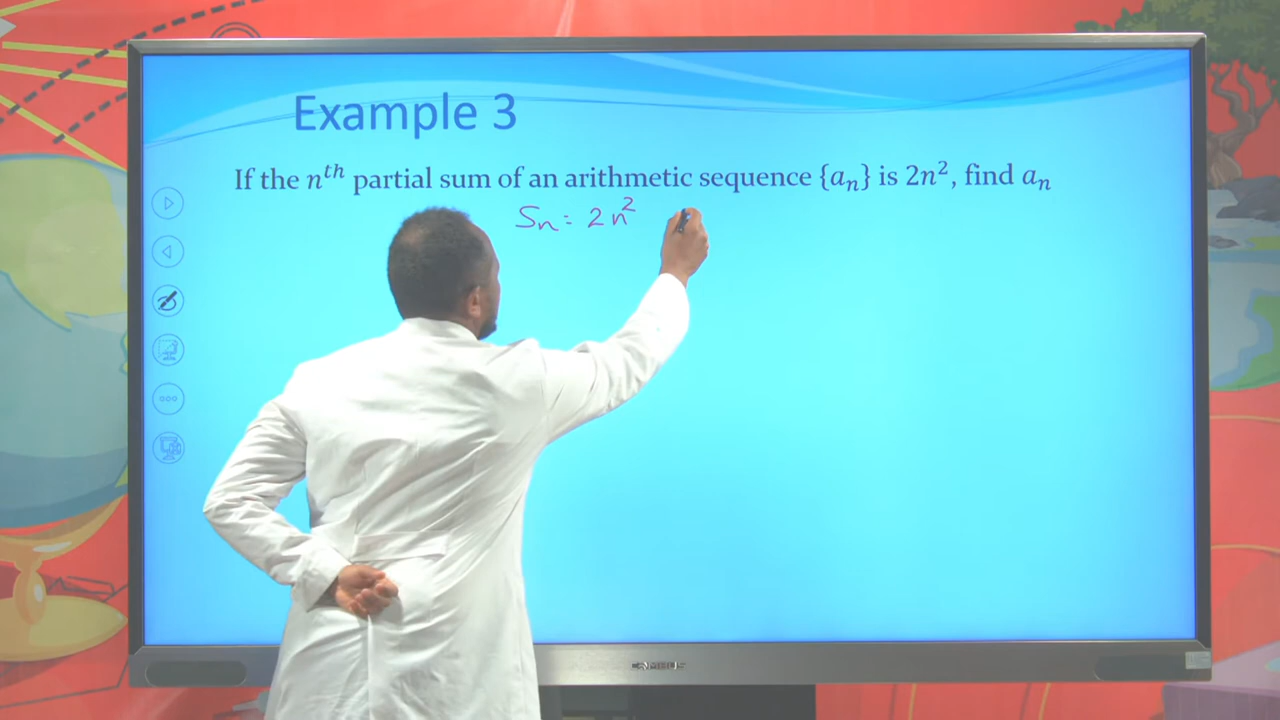 Example 3
If the nᵗʰ partial sum of an arithmetic sequence {aₙ} is 2n², find aₙ
Sn = 2n²